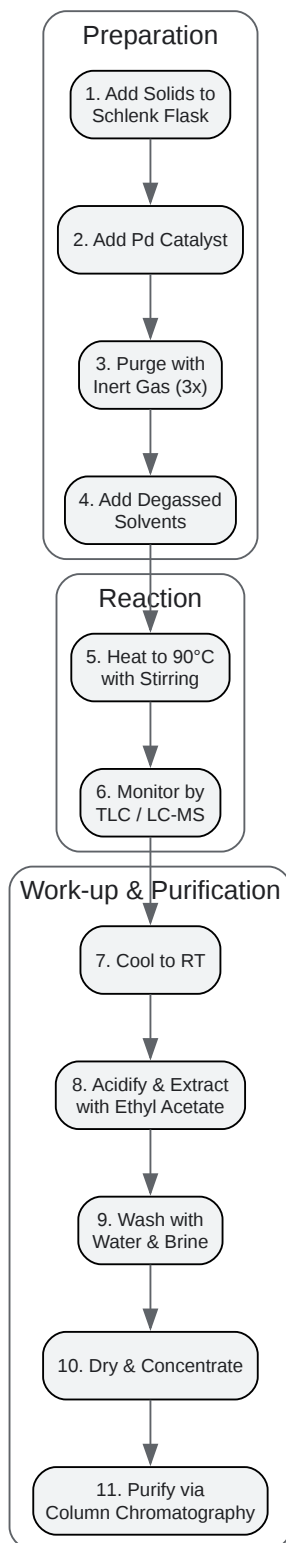 Preparation
1. Add Solids to
Schlenk Flask
2. Add Pd Catalyst
3. Purge with
Inert Gas (3x)
4. Add Degassed
Solvents
Reaction
5. Heat to 90°C
with Stirring
6. Monitor by
TLC / LC-MS
Work-up & Purification
7. Cool to RT
8. Acidify & Extract
with Ethyl Acetate
9. Wash with
Water & Brine
10. Dry & Concentrate
11. Purify via
Column Chromatography